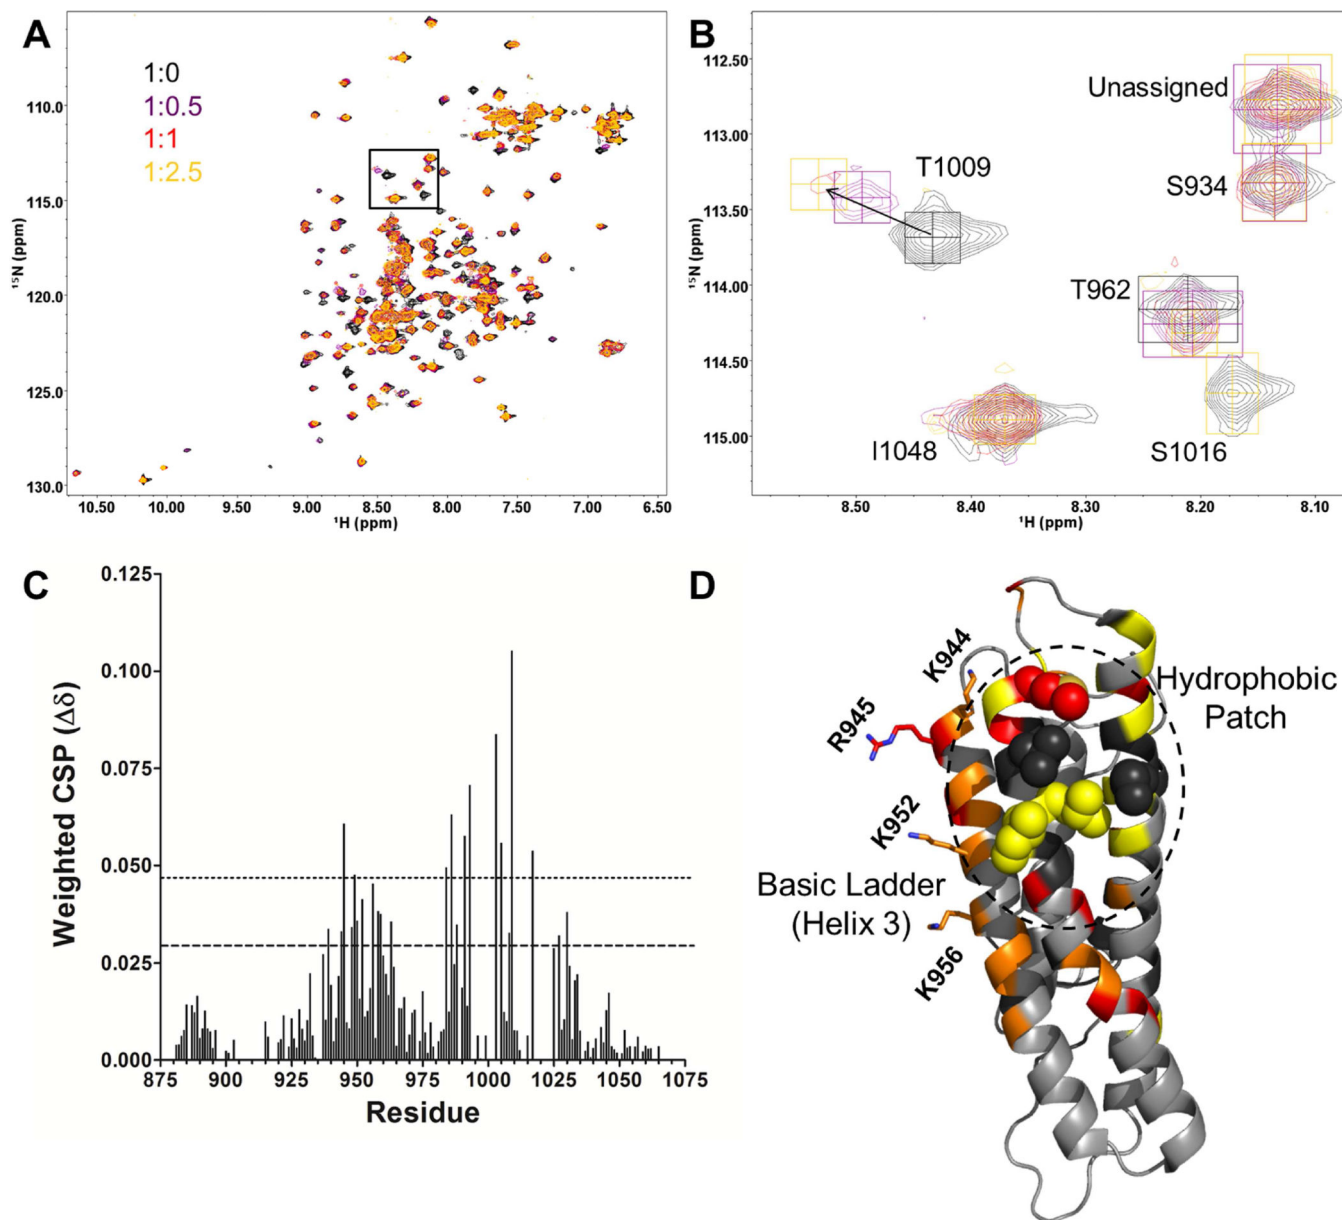 A
1:0
1:0.5
1:1
1:2.5
110.0
115.0
120.0
125.0
130.0
¹⁵N (ppm)
10.50 10.00 9.50 9.00 8.50 8.00 7.50 7.00 6.50
¹H (ppm)
B
112.50
113.00
113.50
114.00
114.50
115.00
¹⁵N (ppm)
Unassigned
T1009
S934
T962
I1048
S1016
8.50 8.40 8.30 8.20 8.10
¹H (ppm)
C
0.125
0.100
0.075
0.050
0.025
0.000
Weighted CSP (Δδ)
875 900 925 950 975 1000 1025 1050 1075
Residue
D
K944
R945
K952
K956
Hydrophobic
Patch
Basic Ladder
(Helix 3)